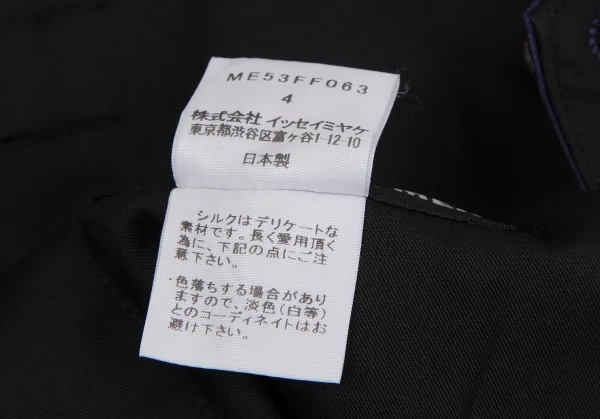 ME53FF063
4
株式会社 イッセイミヤケ
東京都渋谷区富ヶ谷1-12-10
日本製
シルクはデリケートな
素材です。長く愛用頂く
為に、下記の点にご注
意下さい。
・色落ちする場合があり
ますので、淡色(白等)
とのコーディネイトはお
避け下さい。